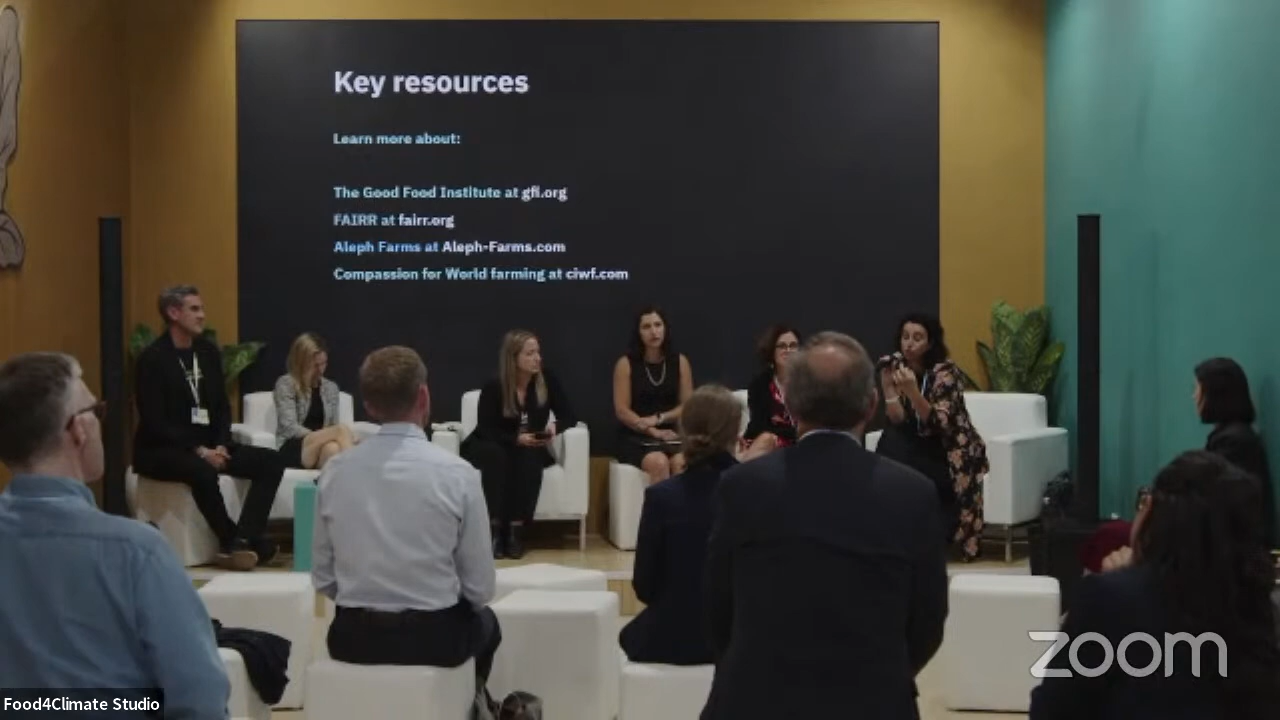 Key resources
Learn more about:
The Good Food Institute at gfi.org
FAIRR at fairr.org
Aleph Farms at Aleph-Farms.com
Compassion for World farming at ciwf.com
zoom
Food4Climate Studio